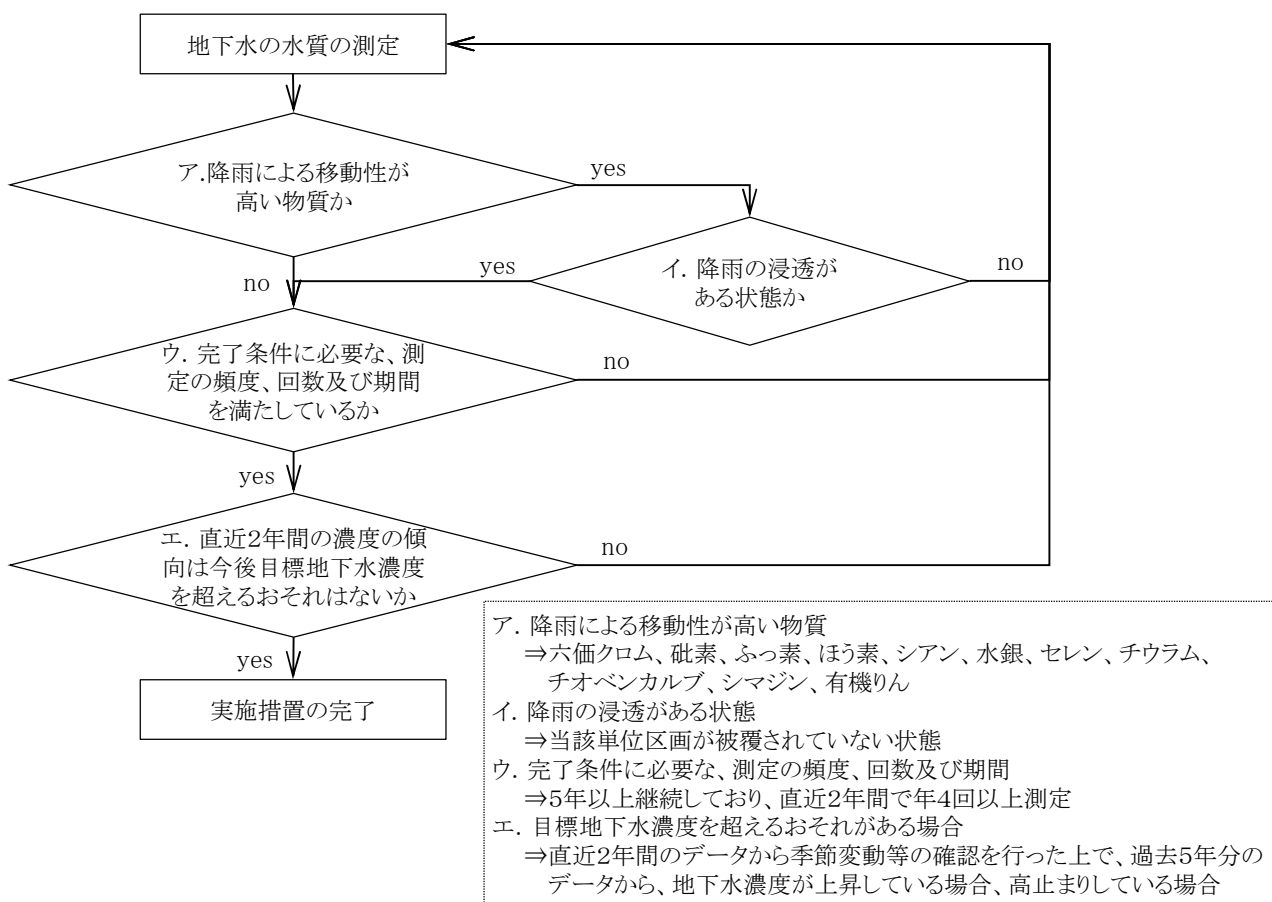 地下水の水質の測定
ア.降雨による移動性が
高い物質か
yes
イ. 降雨の浸透が
ある状態か
yes
no
no
ウ. 完了条件に必要な、測
定の頻度、回数及び期間
を満たしているか
no
yes
エ. 直近2年間の濃度の傾
向は今後目標地下水濃度
を超えるおそれはないか
no
yes
実施措置の完了
ア. 降雨による移動性が高い物質
⇒六価クロム、砒素、ふっ素、ほう素、シアン、水銀、セレン、チウラム、
チオベンカルブ、シマジン、有機りん
イ. 降雨の浸透がある状態
⇒当該単位区画が被覆されていない状態
ウ. 完了条件に必要な、測定の頻度、回数及び期間
⇒5年以上継続しており、直近2年間で年4回以上測定
エ. 目標地下水濃度を超えるおそれがある場合
⇒直近2年間のデータから季節変動等の確認を行った上で、過去5年分の
データから、地下水濃度が上昇している場合、高止まりしている場合